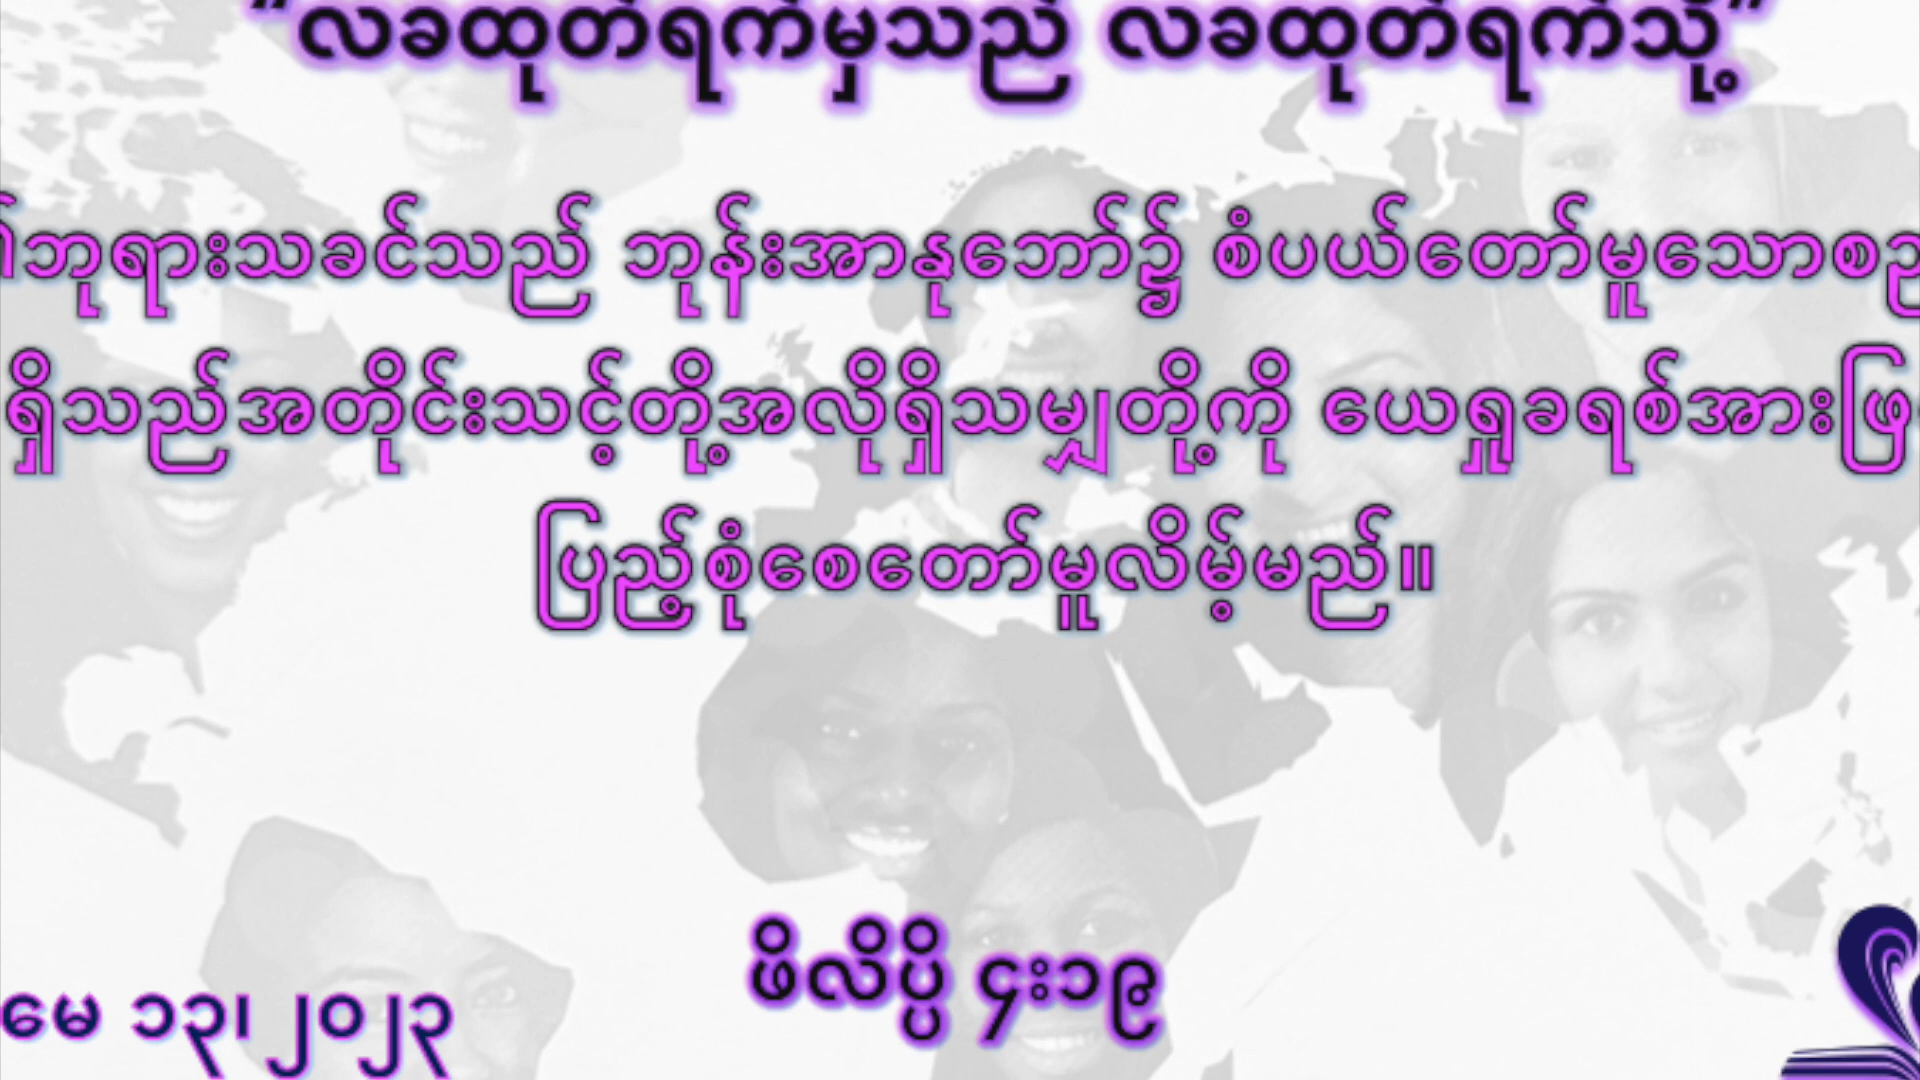 “လခထုတ်ရက်မှသည် လခထုတ်ရက်သို့”
၏ဘုရားသခင်သည် ဘုန်းအာနုဘော်၌ စံပယ်တော်မူသောစည်
ရှိသည်အတိုင်းသင့်တို့အလိုရှိသမျှတို့ကို ယေရှုခရစ်အားဖြ
ပြည့်စုံစေတော်မူလိမ့်မည်။
ဖိလိပ္ပိ ၄း၁၉
မေ ၁၃၊၂၀၂၃